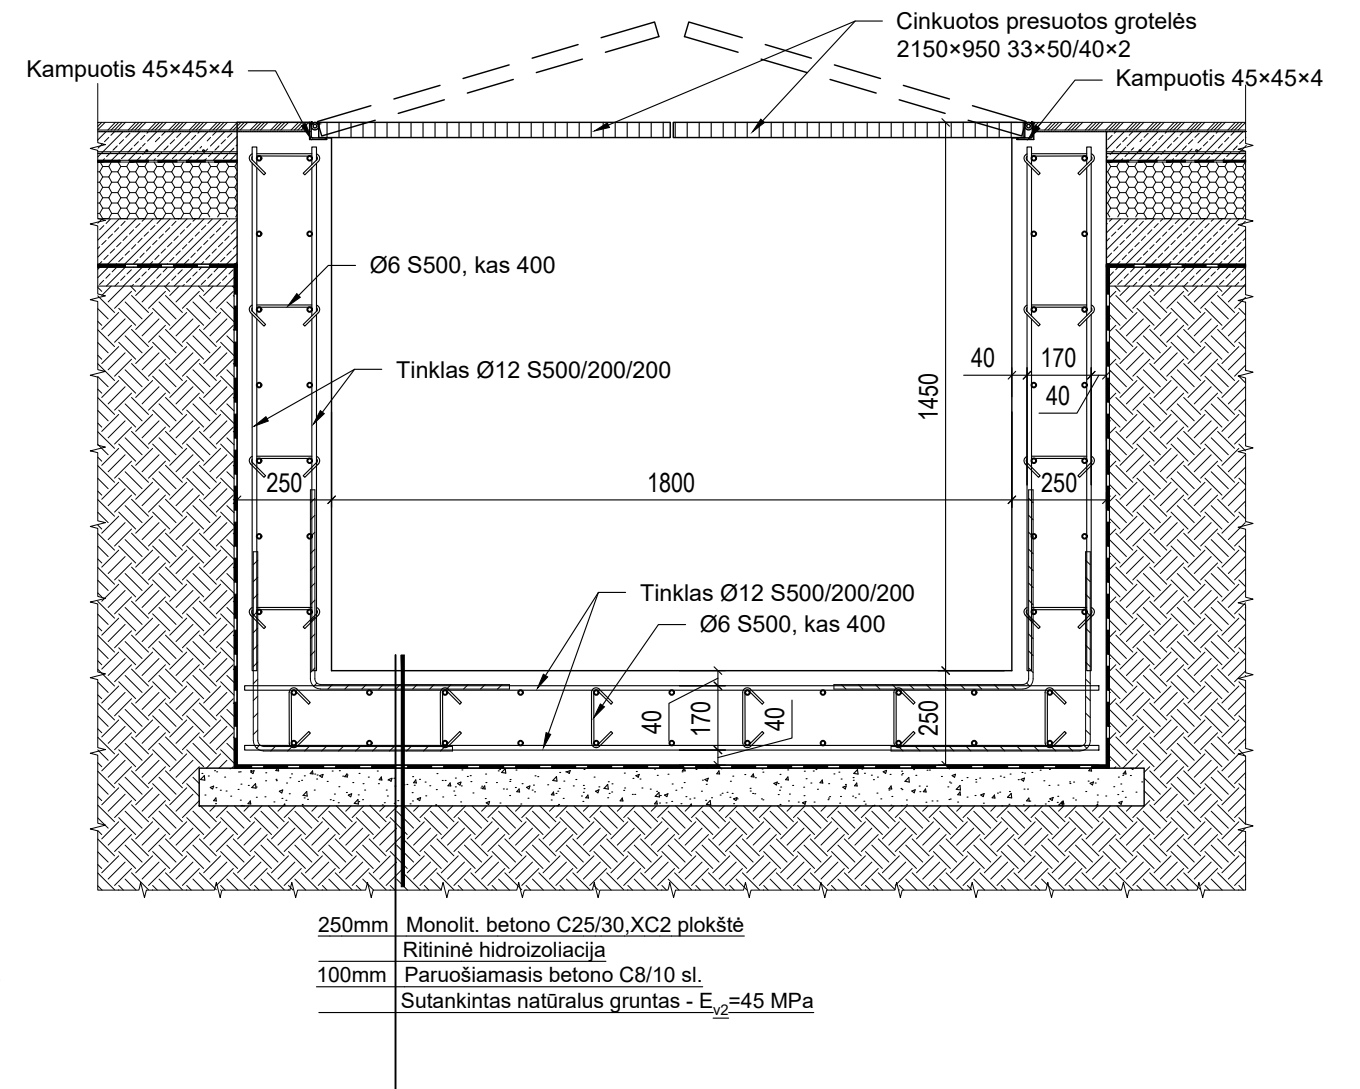 Cinkuotos presuotos grotelės
2150×950 33×50/40×2
Kampuotis 45×45×4
Kampuotis 45×45×4
Ø6 S500, kas 400
Tinklas Ø12 S500/200/200
40
170
40
1450
250
1800
250
Tinklas Ø12 S500/200/200
Ø6 S500, kas 400
40
170
40
250
250mm Monolit. betono C25/30,XC2 plokštė
Ritininė hidroizoliacija
100mm Paruošiamasis betono C8/10 sl.
Sutankintas natūralus gruntas - Ev2=45 MPa